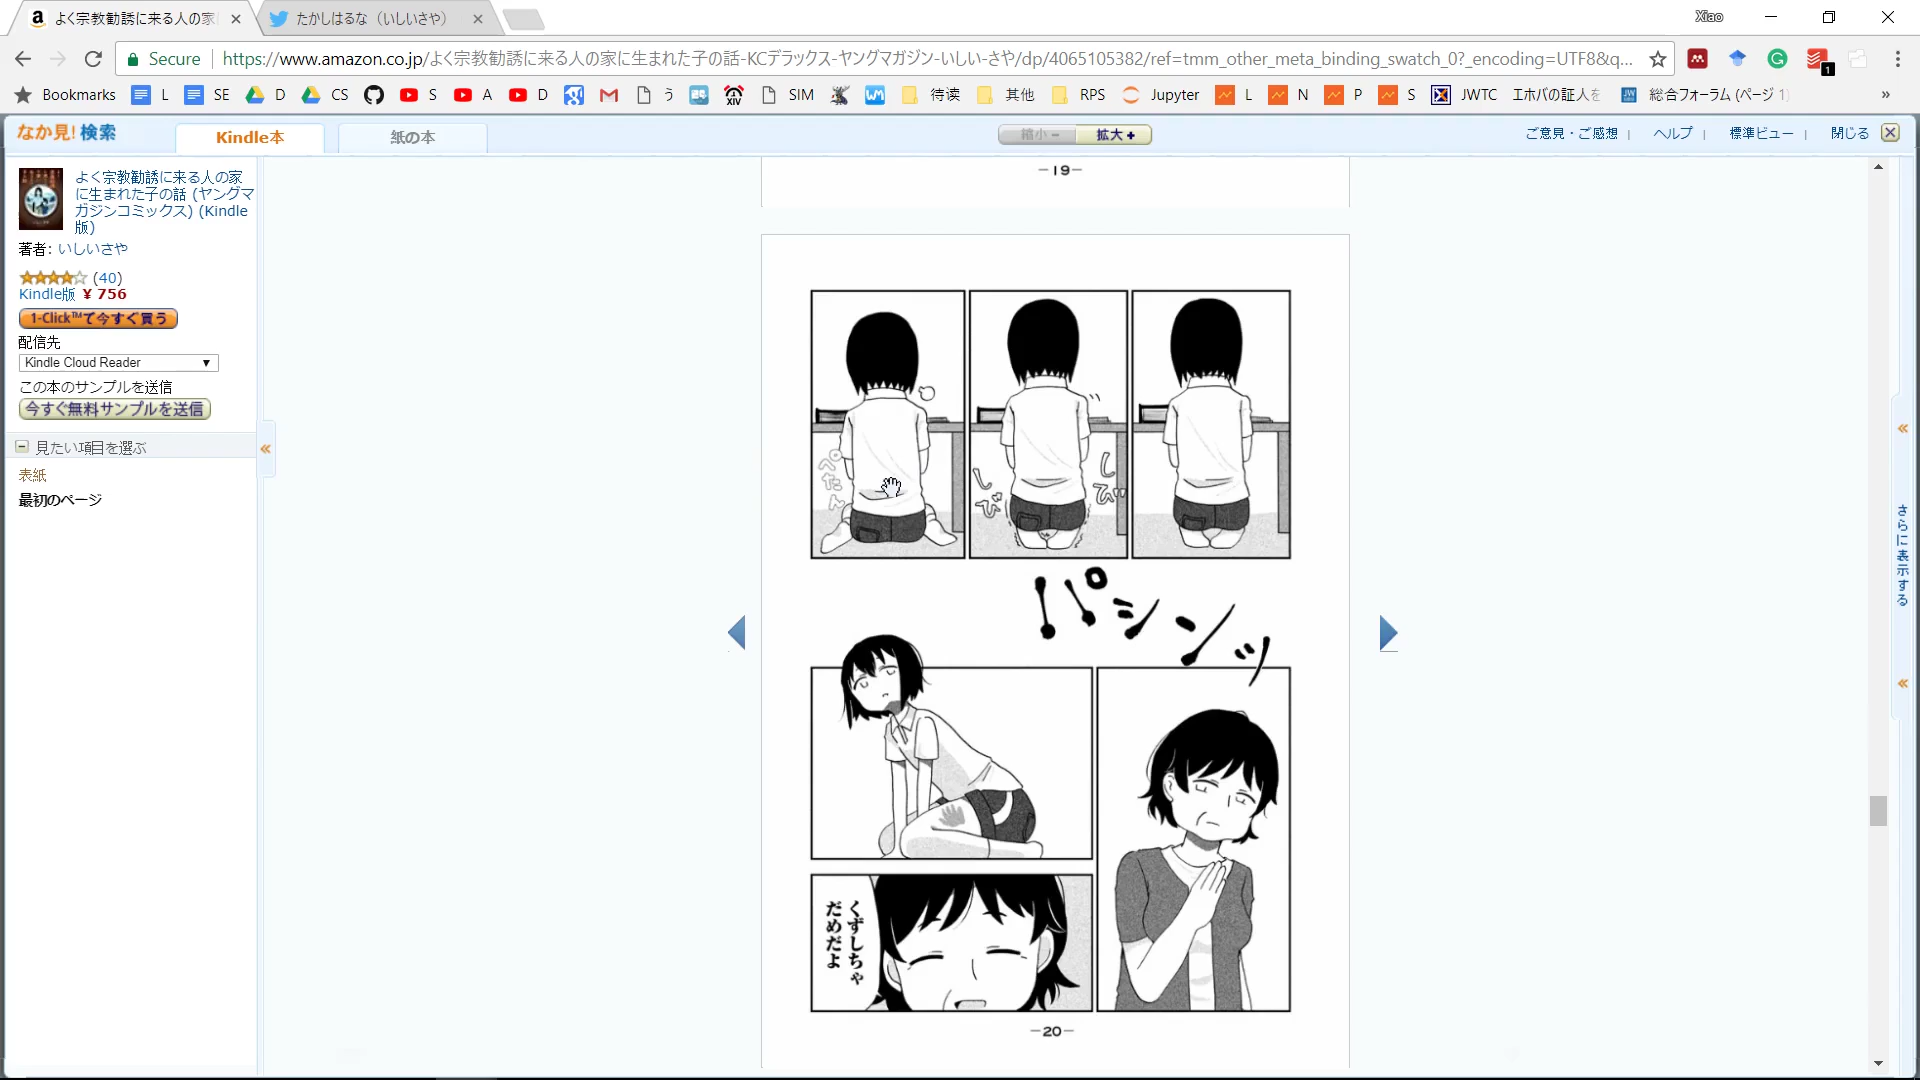 よく宗教勧誘に来る人の家
たかしはるな（いしいさや）
Xiao
Secure
https://www.amazon.co.jp/よく宗教勧誘に来る人の家に生まれた子の話-KCデラックス-ヤングマガジン-いしい-さや/dp/4065105382/ref=tmm_other_meta_binding_swatch_0?_encoding=UTF8&q...
1
Bookmarks L SE D CS S A D う XIV SIM 待读 其他 RPS Jupyter L N P S JWTC エホバの証人を 総合フォーラム (ページ 1) »
なか見! 検索
Kindle本
紙の本
縮小 −
拡大 +
ご意見・ご感想 | ヘルプ | 標準ビュー | 閉じる
よく宗教勧誘に来る人の家
に生まれた子の話 (ヤングマ
ガジンコミックス) (Kindle
版)
著者: いしいさや
(40)
Kindle版 ¥ 756
1-Click™で今すぐ買う
配信先
Kindle Cloud Reader
この本のサンプルを送信
今すぐ無料サンプルを送信
見たい項目を選ぶ
表紙
最初のページ
さらに表示する
－19－
しび
しび
ぺたん
パシンッ
くずしちゃ
だめだよ
－20－